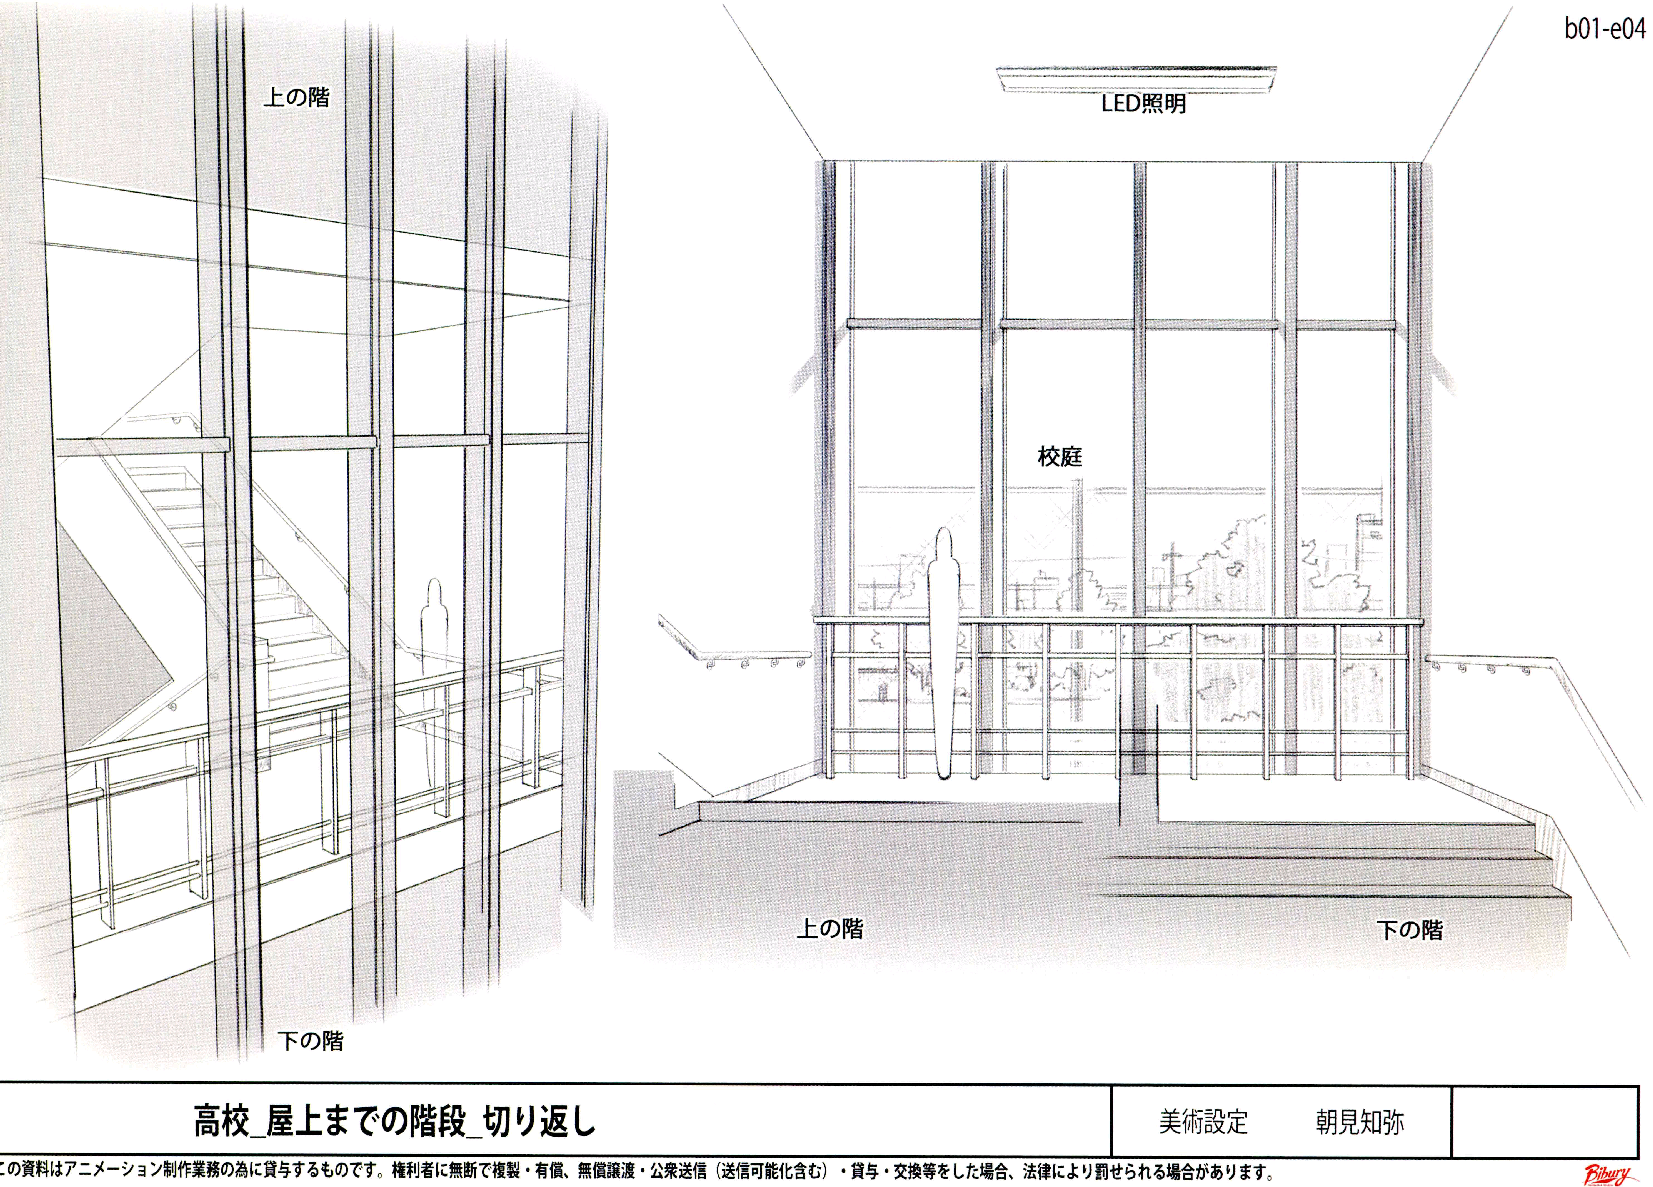 b01-e04
上の階
LED照明
校庭
上の階
下の階
下の階
高校_屋上までの階段_切り返し
美術設定 朝見知弥
この資料はアニメーション制作業務の為に貸与するものです。権利者に無断で複製・有償、無償譲渡・公衆送信（送信可能化含む）・貸与・交換等をした場合、法律により罰せられる場合があります。
Bibury